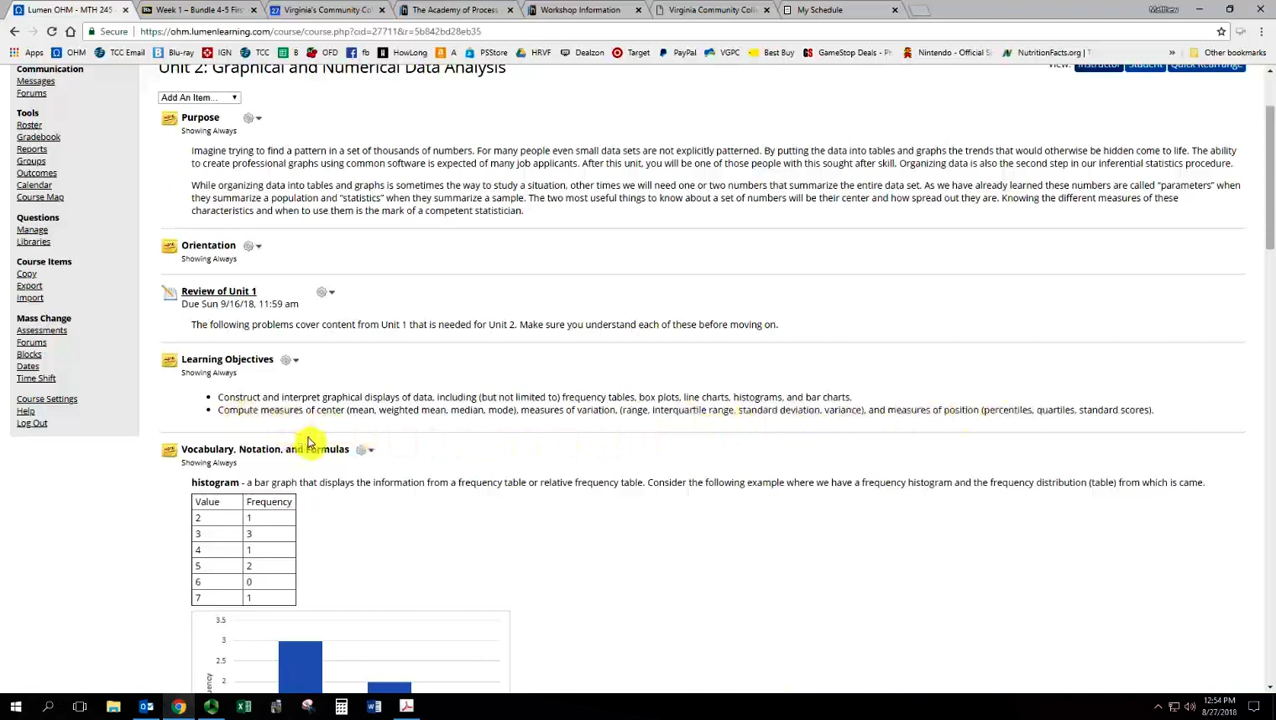 Lumen OHM - MTH 245 -
Week 1 – Bundle 4-5 First
Virginia's Community Col
The Academy of Process
Workshop Information
Virginia Community Coll
My Schedule
Matthew
Secure
https://ohm.lumenlearning.com/course/course.php?cid=27711&r=5b842bd28eb35
Apps
OHM
TCC Email
Blu-ray
IGN
TCC
B
OFD
fb
HowLong
A
PSStore
HRVF
Dealzon
Target
PayPal
VGPC
Best Buy
GameStop Deals - Pr
Nintendo - Official S
NutritionFacts.org | T
Other bookmarks
Communication
Messages
Forums
Tools
Roster
Gradebook
Reports
Groups
Outcomes
Calendar
Course Map
Questions
Manage
Libraries
Course Items
Copy
Export
Import
Mass Change
Assessments
Forums
Blocks
Dates
Time Shift
Course Settings
Help
Log Out
Unit 2: Graphical and Numerical Data Analysis
View: Instructor Student Quick Rearrange
Add An Item...
Purpose
Showing Always
Imagine trying to find a pattern in a set of thousands of numbers. For many people even small data sets are not explicitly patterned. By putting the data into tables and graphs the trends that would otherwise be hidden come to life. The ability
to create professional graphs using common software is expected of many job applicants. After this unit, you will be one of those people with this sought after skill. Organizing data is also the second step in our inferential statistics procedure.
While organizing data into tables and graphs is sometimes the way to study a situation, other times we will need one or two numbers that summarize the entire data set. As we have already learned these numbers are called "parameters" when
they summarize a population and "statistics" when they summarize a sample. The two most useful things to know about a set of numbers will be their center and how spread out they are. Knowing the different measures of these
characteristics and when to use them is the mark of a competent statistician.
Orientation
Showing Always
Review of Unit 1
Due Sun 9/16/18, 11:59 am
The following problems cover content from Unit 1 that is needed for Unit 2. Make sure you understand each of these before moving on.
Learning Objectives
Showing Always
• Construct and interpret graphical displays of data, including (but not limited to) frequency tables, box plots, line charts, histograms, and bar charts.
• Compute measures of center (mean, weighted mean, median, mode), measures of variation, (range, interquartile range, standard deviation, variance), and measures of position (percentiles, quartiles, standard scores).
Vocabulary, Notation, and Formulas
Showing Always
histogram - a bar graph that displays the information from a frequency table or relative frequency table. Consider the following example where we have a frequency histogram and the frequency distribution (table) from which is came.
Value Frequency
2 1
3 3
4 1
5 2
6 0
7 1
3.5
3
2.5
2
12:54 PM
8/27/2018